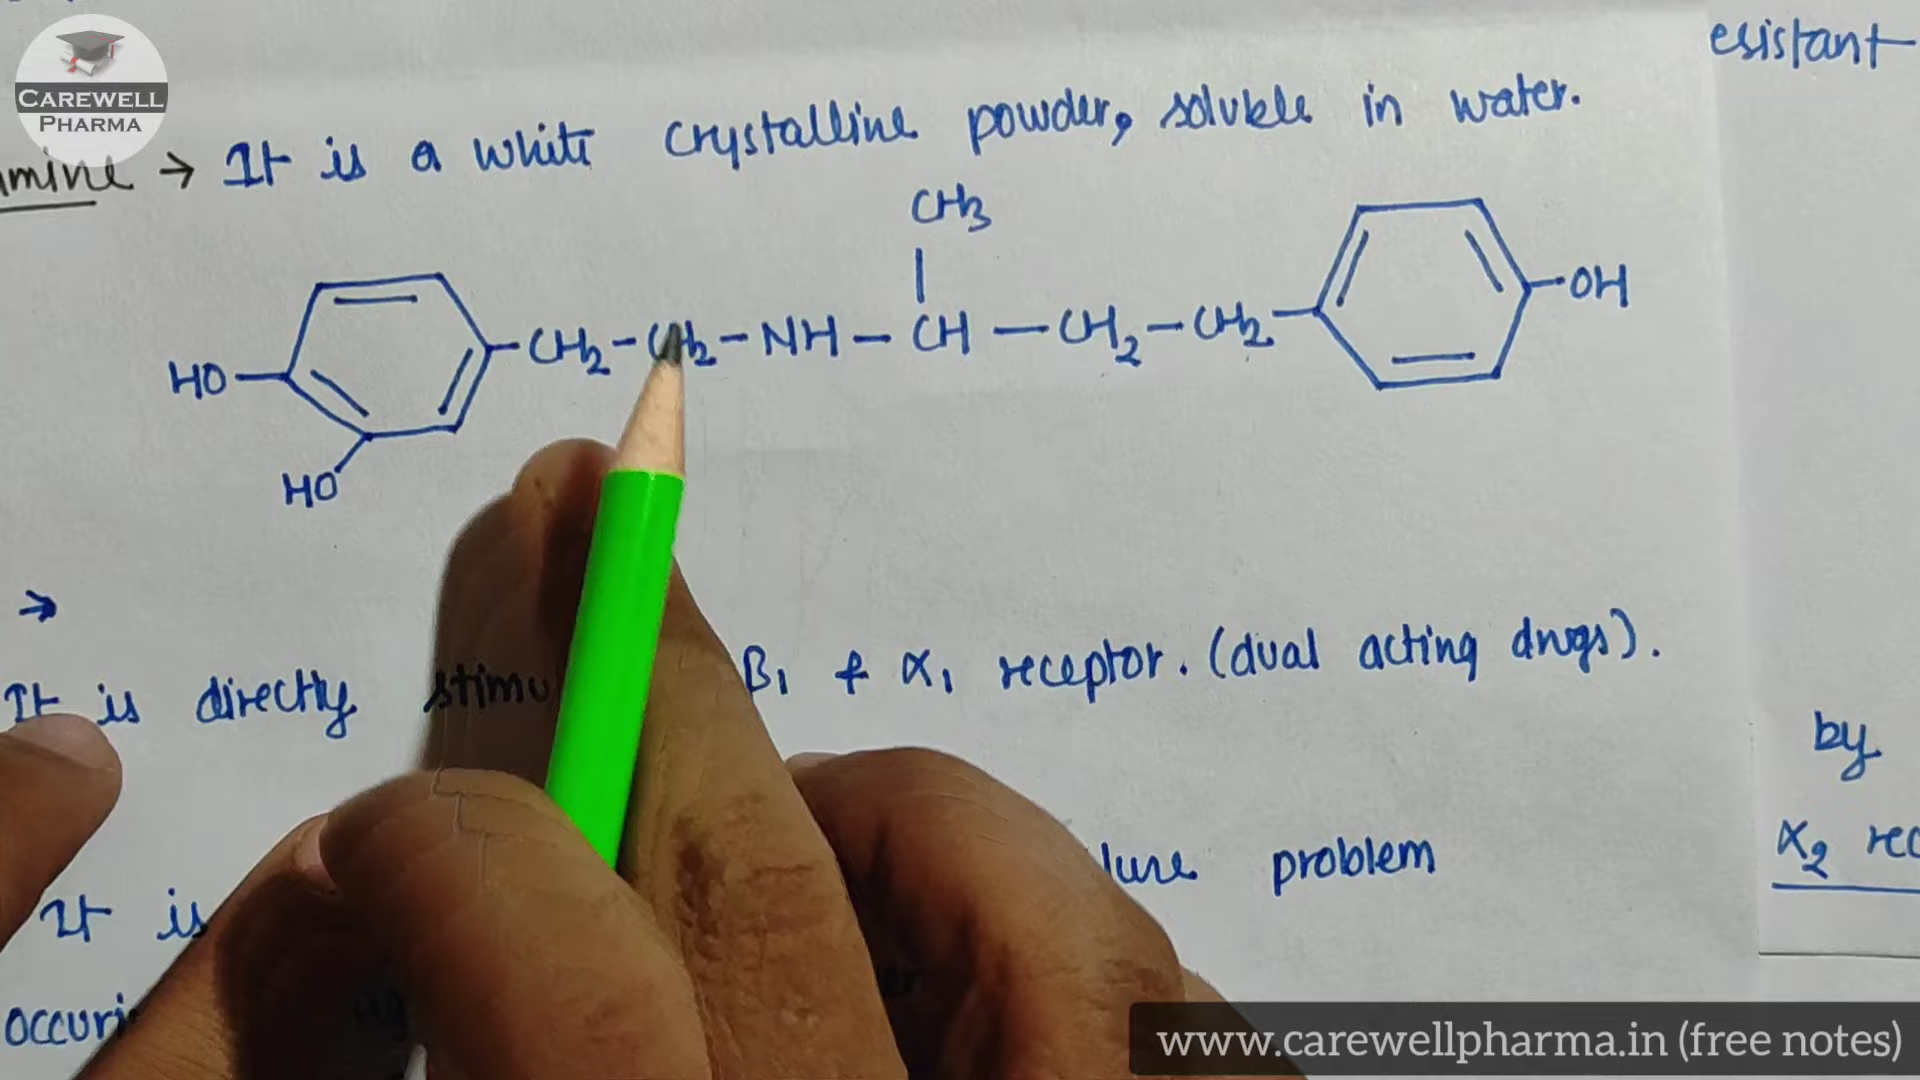 CAREWELL
PHARMA
esistant
amine → It is a white crystalline powder, soluble in water.
CH3
HO
CH2-CH2-NH-CH-CH2-CH2
OH
HO
→
It is directly stimu β1 & α1 receptor. (dual acting drugs).
by
lure problem
α2 rec
It is
occuri
www.carewellpharma.in (free notes)